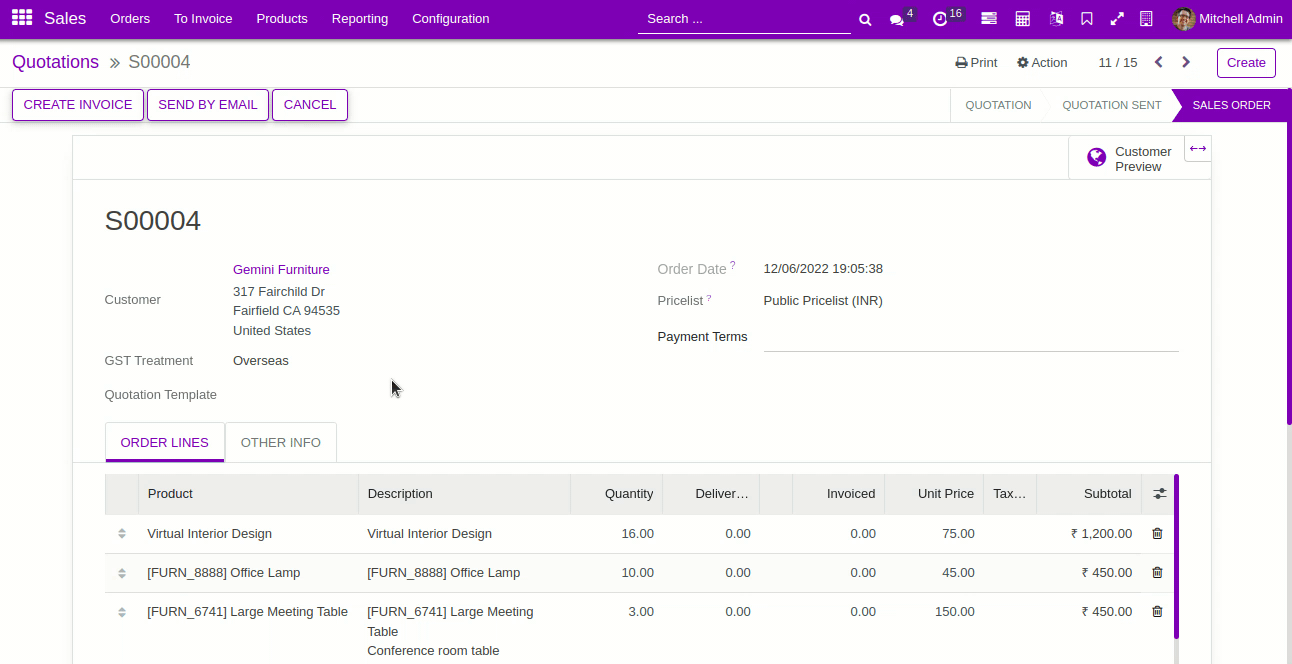 Sales Orders To Invoice Products Reporting Configuration Search ... 4 16 Mitchell Admin
Quotations » S00004 Print Action 11 / 15 Create
CREATE INVOICE SEND BY EMAIL CANCEL QUOTATION QUOTATION SENT SALES ORDER
Customer
Preview
S00004
Gemini Furniture
Customer 317 Fairchild Dr
Fairfield CA 94535
United States
Order Date ? 12/06/2022 19:05:38
Pricelist ? Public Pricelist (INR)
Payment Terms
GST Treatment Overseas
Quotation Template
ORDER LINES OTHER INFO
Product Description Quantity Deliver... Invoiced Unit Price Tax... Subtotal
Virtual Interior Design Virtual Interior Design 16.00 0.00 0.00 75.00 ₹ 1,200.00
[FURN_8888] Office Lamp [FURN_8888] Office Lamp 10.00 0.00 0.00 45.00 ₹ 450.00
[FURN_6741] Large Meeting Table [FURN_6741] Large Meeting 3.00 0.00 0.00 150.00 ₹ 450.00
Table
Conference room table